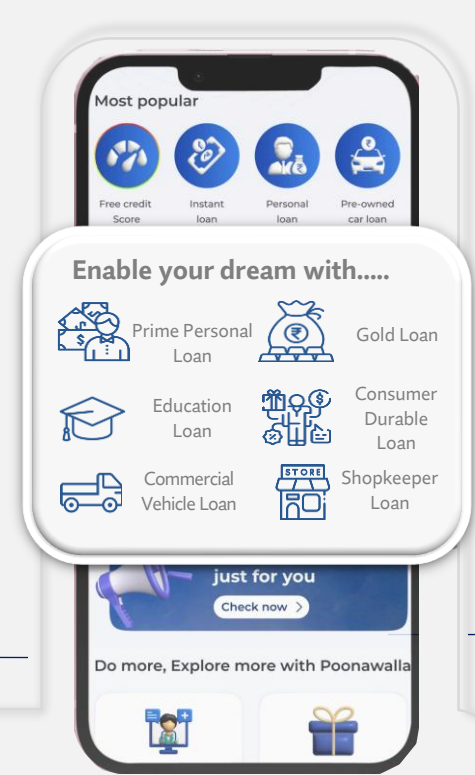 Most popular
Free credit
Score
Instant
loan
Personal
loan
Pre-owned
car loan
Enable your dream with.....
Prime Personal
Loan
Gold Loan
Education
Loan
Consumer
Durable
Loan
Commercial
Vehicle Loan
STORE
Shopkeeper
Loan
just for you
Check now >
Do more, Explore more with Poonawalla